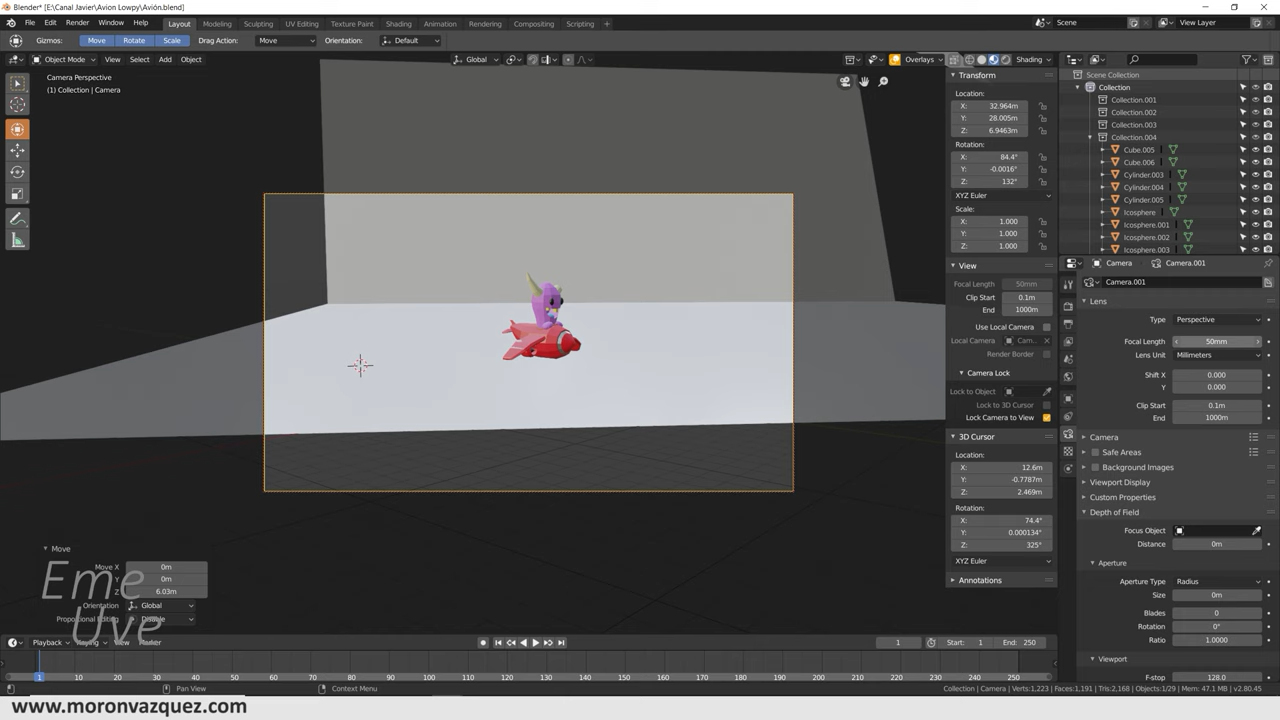 Blender* [E:\Canal Javier\Avion Lowpy\Avión.blend]
File Edit Render Window Help Layout Modeling Sculpting UV Editing Texture Paint Shading Animation Rendering Compositing Scripting Scene View Layer
Gizmos: Move Rotate Scale Drag Action: Move Orientation: Default
Object Mode View Select Add Object Global Overlays Shading
Camera Perspective
(1) Collection | Camera
Transform
Location:
X: 32.964m
Y: 28.005m
Z: 6.9463m
Rotation:
X: 84.4°
Y: -0.0016°
Z: 132°
XYZ Euler
Scale:
X: 1.000
Y: 1.000
Z: 1.000
View
Focal Length 50mm
Clip Start 0.1m
End 1000m
Use Local Camera
Local Camera Cam...
Render Border
Camera Lock
Lock to Object
Lock to 3D Cursor
Lock Camera to View
3D Cursor
Location:
X: 12.6m
Y: -0.7787m
Z: 2.469m
Rotation:
X: 74.4°
Y: 0.000134°
Z: 325°
XYZ Euler
Annotations
Scene Collection
Collection
Collection.001
Collection.002
Collection.003
Collection.004
Cube.005
Cube.006
Cylinder.003
Cylinder.004
Cylinder.005
Icosphere
Icosphere.001
Icosphere.002
Icosphere.003
Camera Camera.001
Camera.001
Lens
Type Perspective
Focal Length 50mm
Lens Unit Millimeters
Shift X 0.000
Y 0.000
Clip Start 0.1m
End 1000m
Camera
Safe Areas
Background Images
Viewport Display
Custom Properties
Depth of Field
Focus Object
Distance 0m
Aperture
Aperture Type Radius
Size 0m
Blades 0
Rotation 0°
Ratio 1.0000
Viewport
F-stop 128.0
Move
Move X 0m
Y 0m
Z 6.03m
Orientation Global
Proportional Editing Disable
Eme
Uve
Playback Keying View Marker 1 Start: 1 End: 250
1 10 20 30 40 50 60 70 80 90 100 110 120 130 140 150 160 170 180 190 200 210 220 230 240 250
Pan View Context Menu Collection | Camera | Verts:1,223 | Faces:1,191 | Tris:2,168 | Objects:1/29 | Mem: 47.1 MB | v2.80.45
www.moronvazquez.com